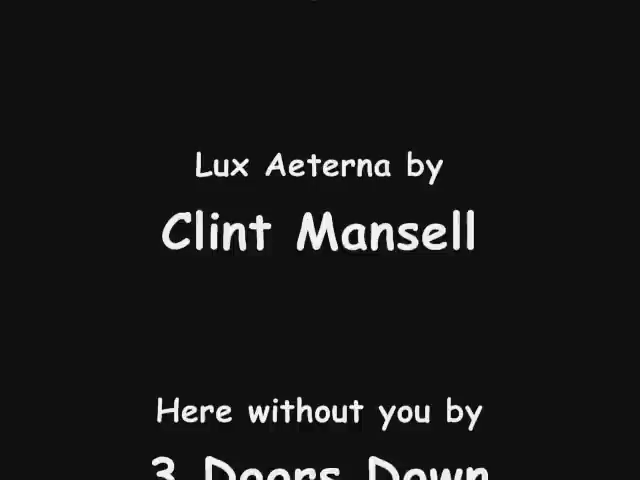 Lux Aeterna by
Clint Mansell
Here without you by
3 Doors Down